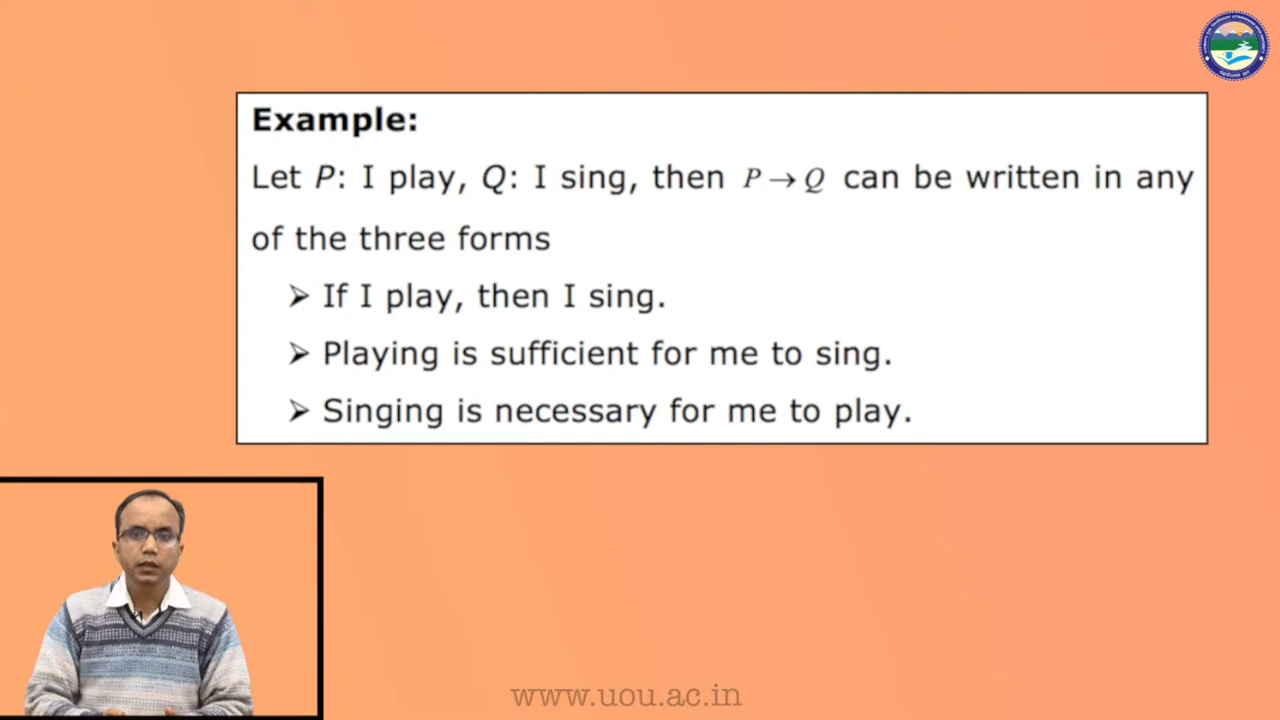 Example:
Let P: I play, Q: I sing, then P → Q can be written in any
of the three forms
➢ If I play, then I sing.
➢ Playing is sufficient for me to sing.
➢ Singing is necessary for me to play.
www.uou.ac.in